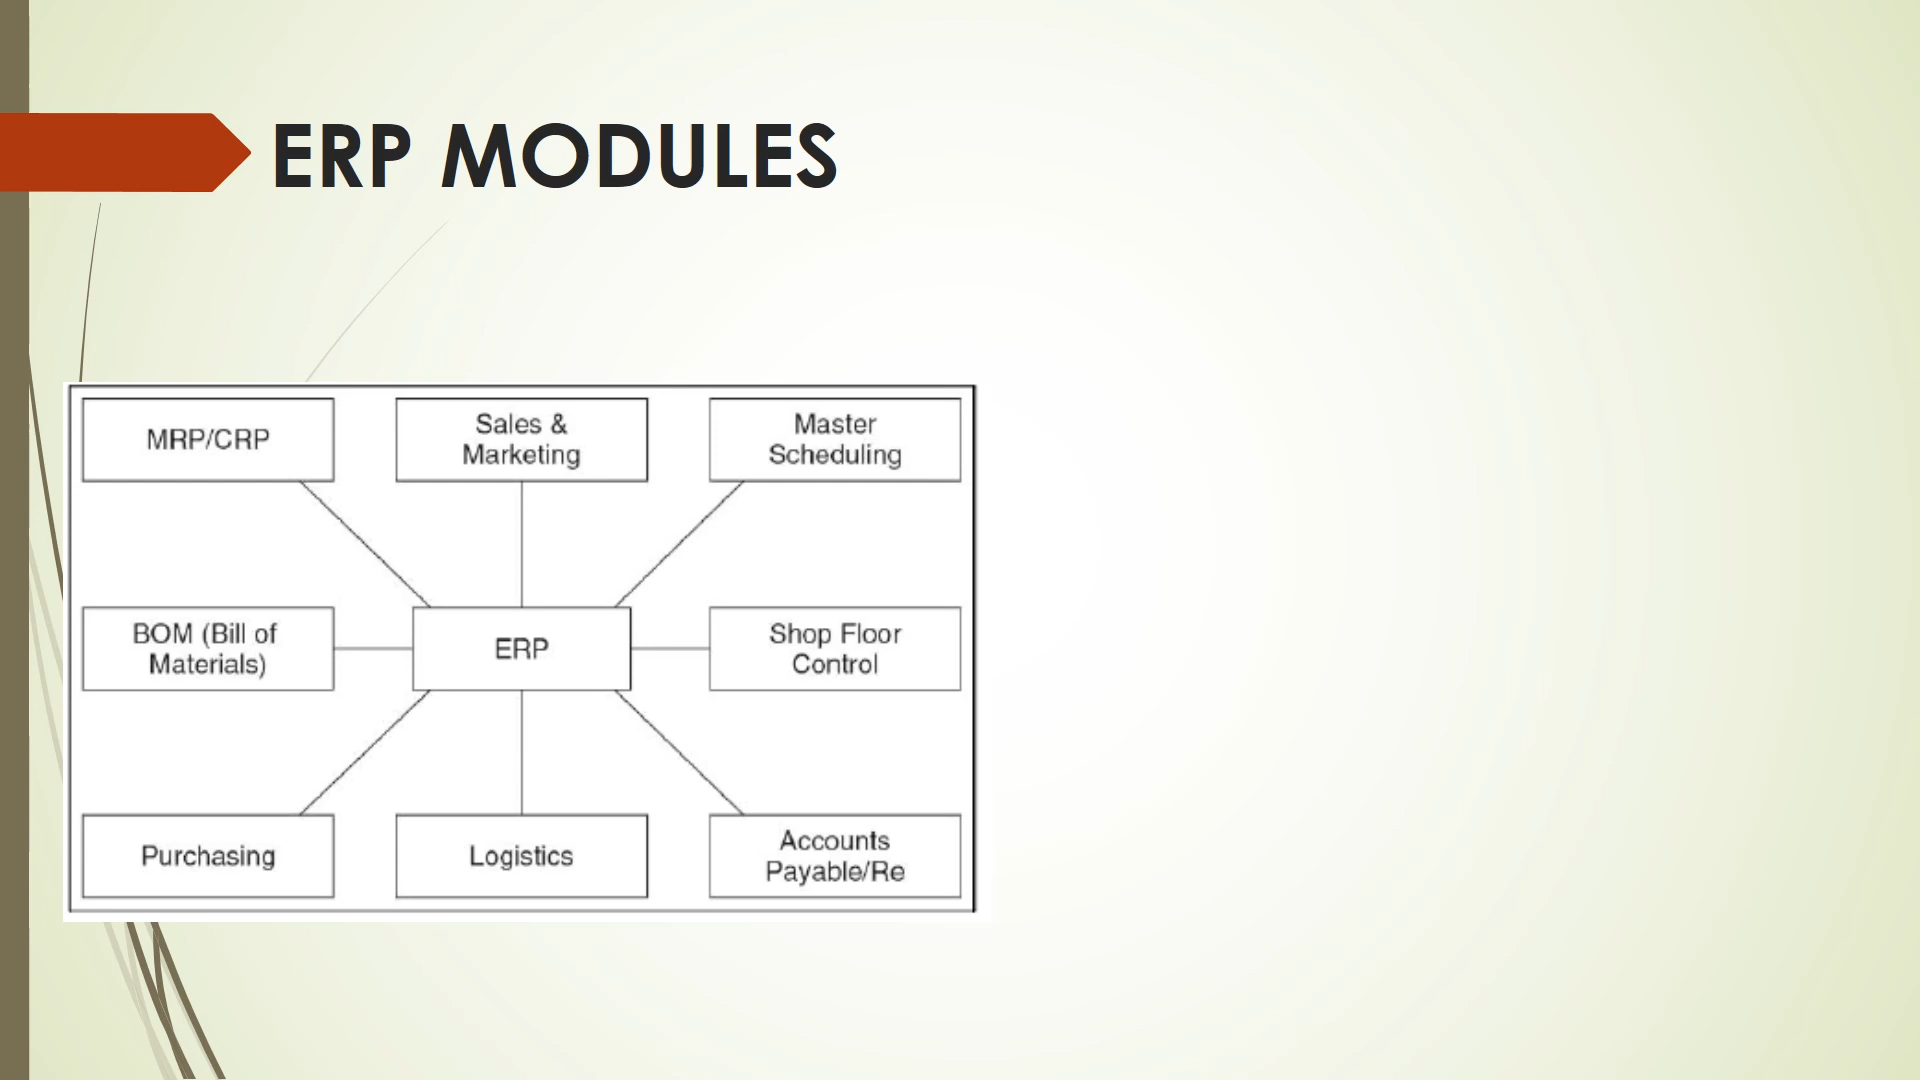 ERP MODULES
MRP/CRP
Sales &
Marketing
Master
Scheduling
BOM (Bill of
Materials)
ERP
Shop Floor
Control
Purchasing
Logistics
Accounts
Payable/Re